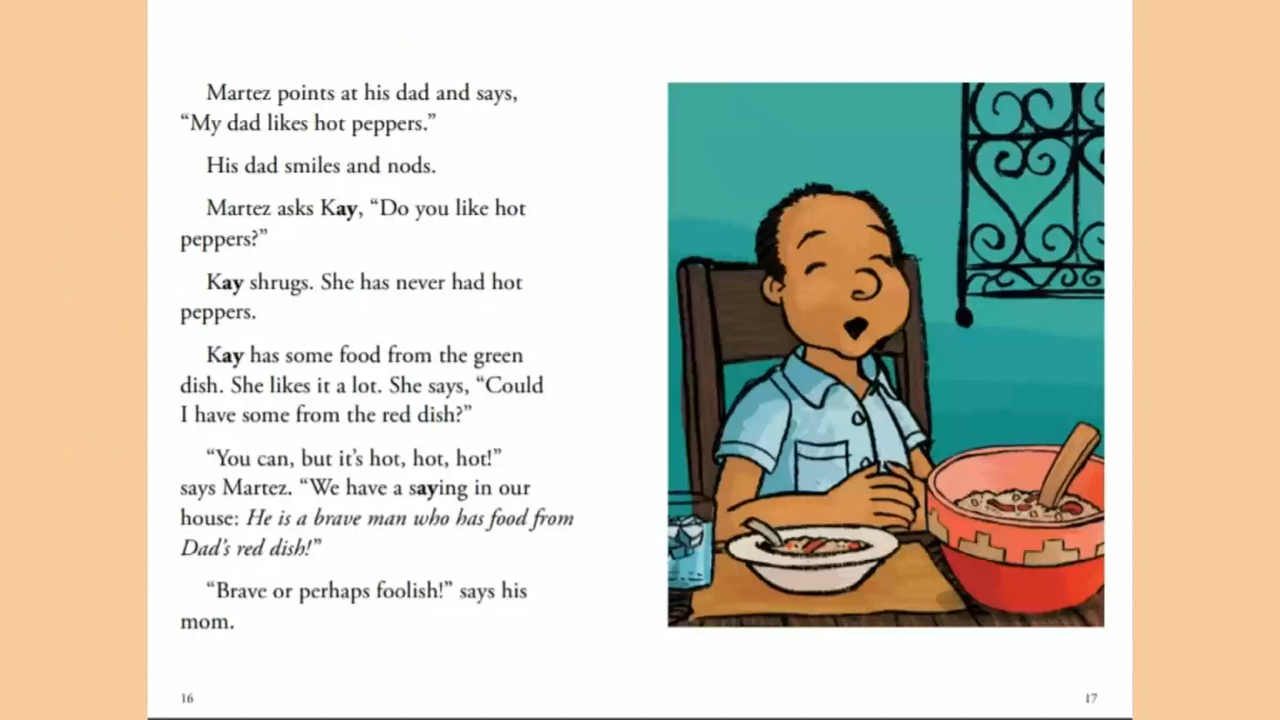 Martez points at his dad and says,
“My dad likes hot peppers.”
His dad smiles and nods.
Martez asks Kay, “Do you like hot
peppers?”
Kay shrugs. She has never had hot
peppers.
Kay has some food from the green
dish. She likes it a lot. She says, “Could
I have some from the red dish?”
“You can, but it’s hot, hot, hot!”
says Martez. “We have a saying in our
house: He is a brave man who has food from
Dad’s red dish!”
“Brave or perhaps foolish!” says his
mom.
16
17